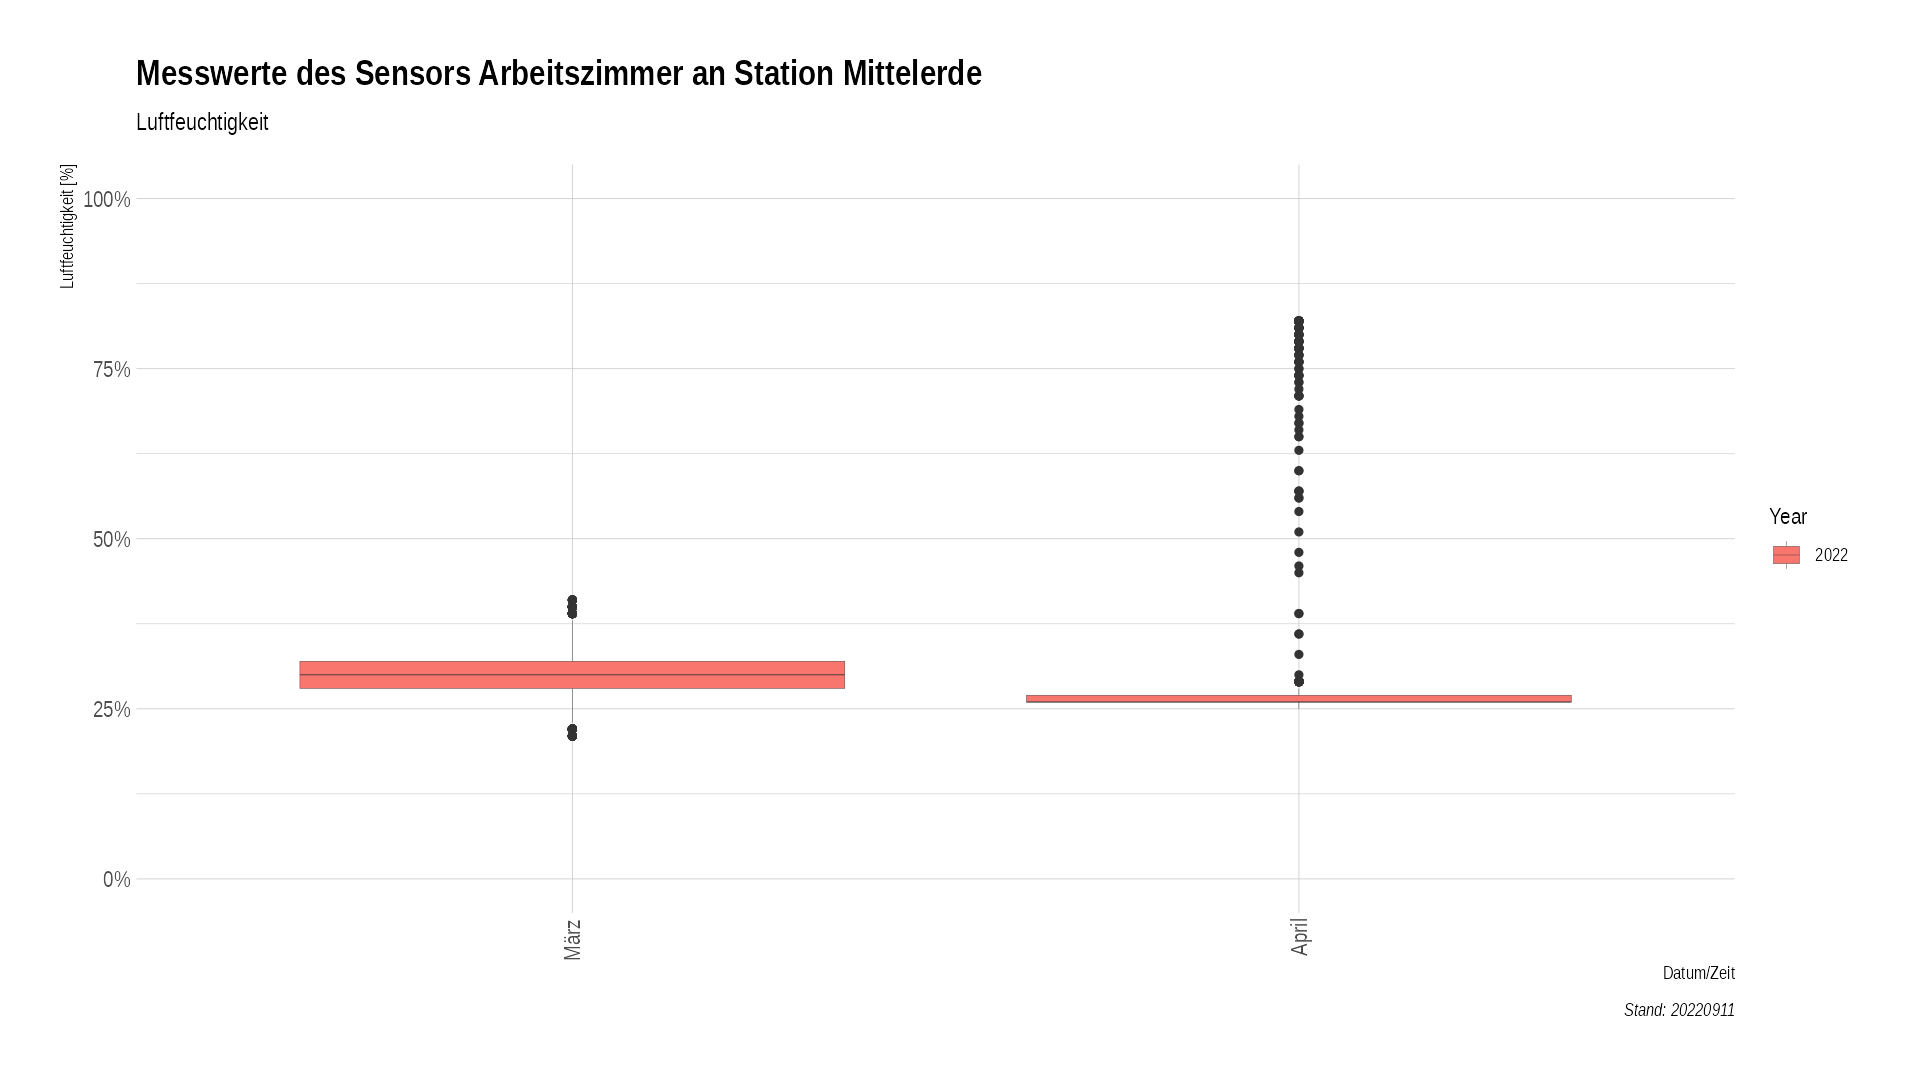 Messwerte des Sensors Arbeitszimmer an Station Mittelerde
Luftfeuchtigkeit
Luftfeuchtigkeit [%]
100%
75%
50%
25%
0%
März
April
Datum/Zeit
Stand: 20220911
Year
2022